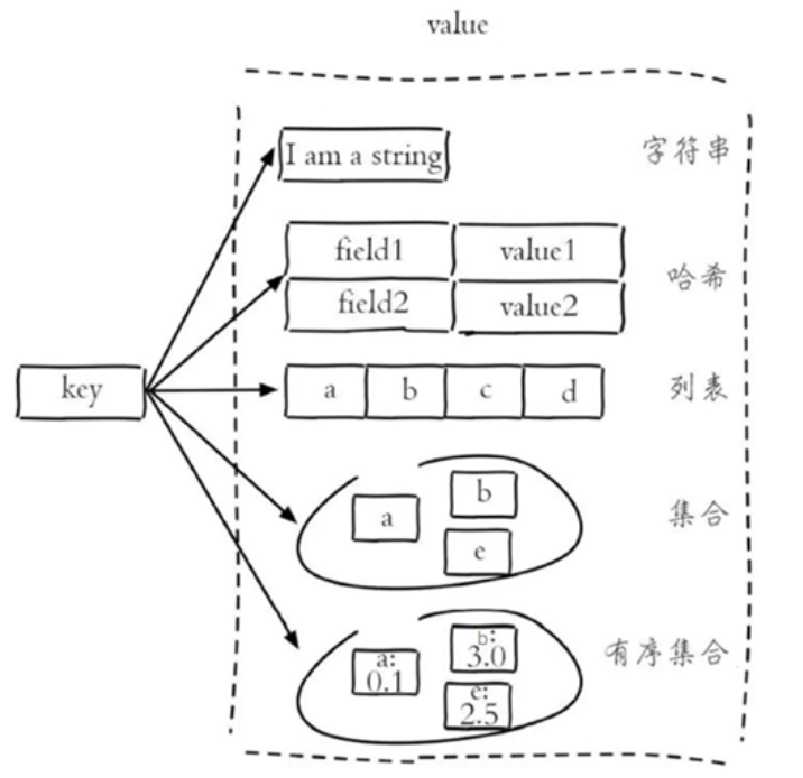 value
I am a string
字符串
field1 value1
哈希
field2 value2
key
a b c d
列表
b
a
集合
e
b:
3.0
有序集合
a:
0.1
e:
2.5